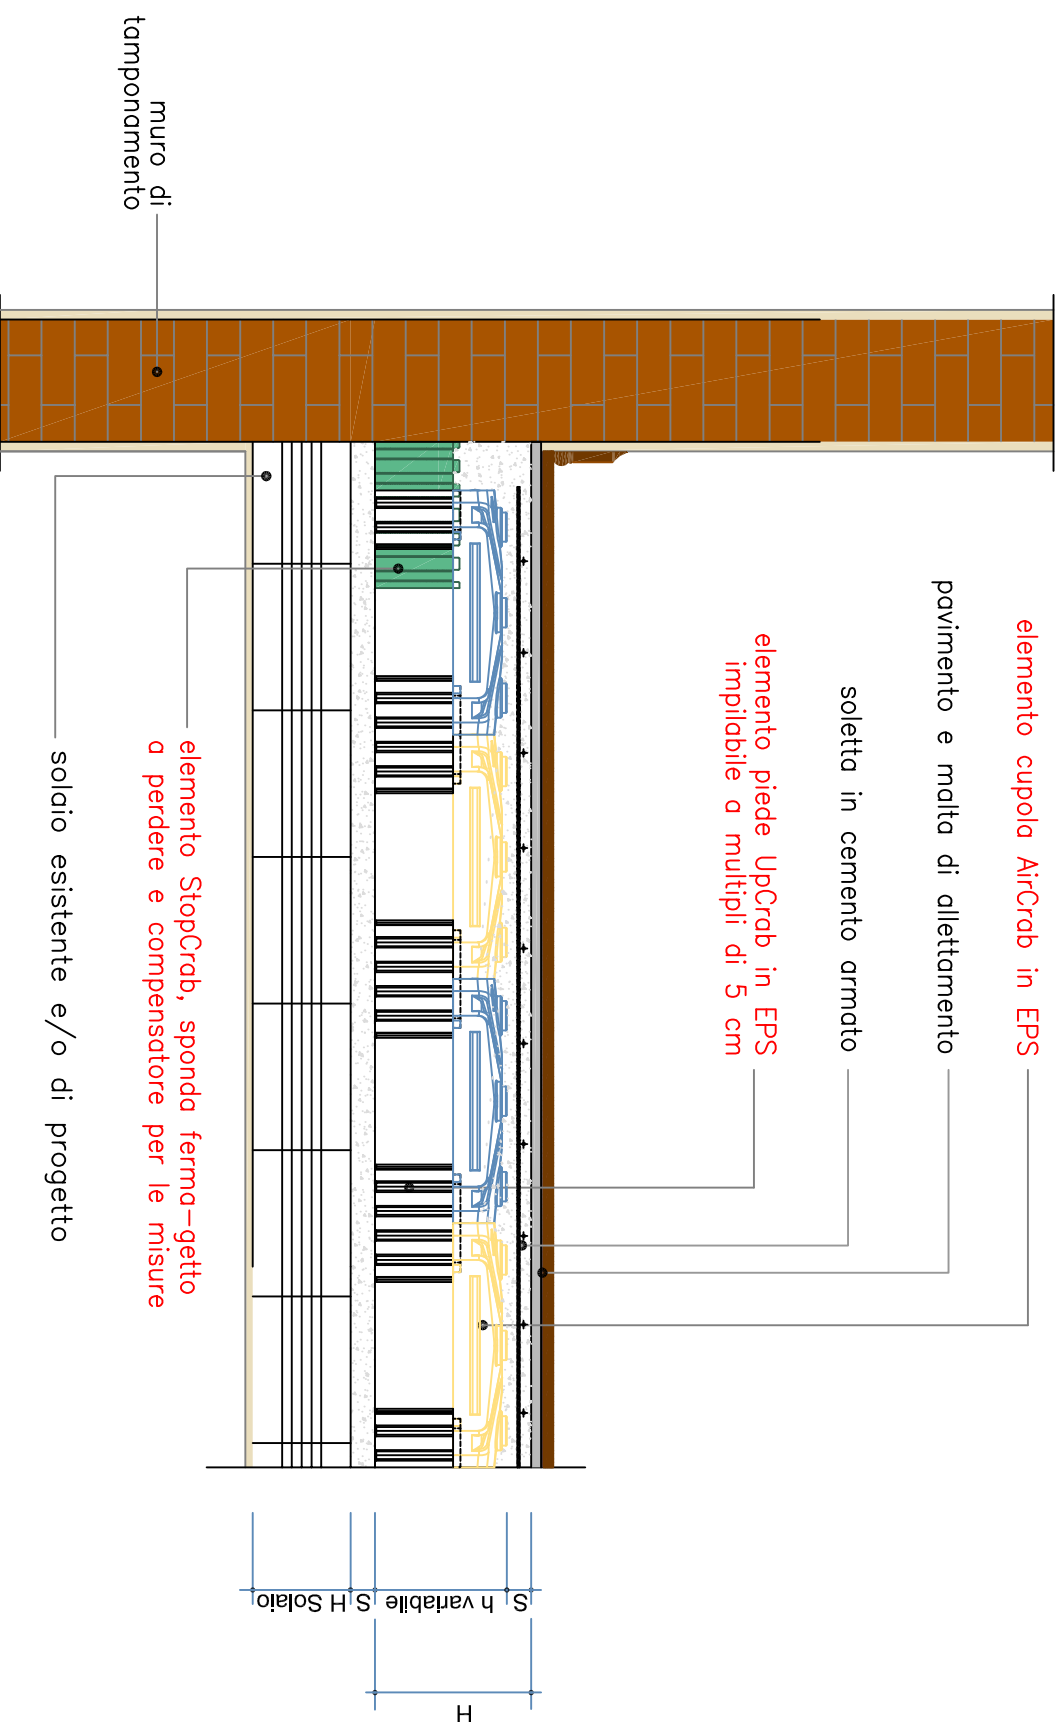 elemento cupola AirCrab in EPS
pavimento e malta di allettamento
soletta in cemento armato
elemento piede UpCrab in EPS
impilabile a multipli di 5 cm
muro di
tamponamento
elemento StopCrab, sponda ferma-getto
a perdere e compensatore per le misure
solaio esistente e/o di progetto
S
h variabile
S
H Solaio
H